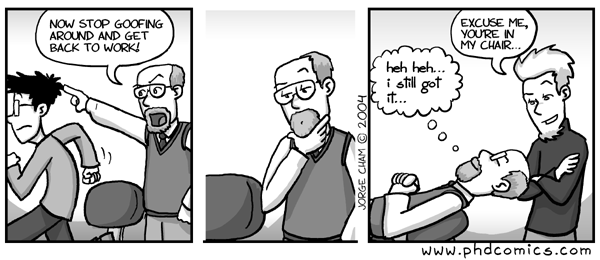 NOW STOP GOOFING
AROUND AND GET
BACK TO WORK!
JORGE CHAM © 2004
heh heh...
i still got
it...
EXCUSE ME,
YOU'RE IN
MY CHAIR...
www.phdcomics.com